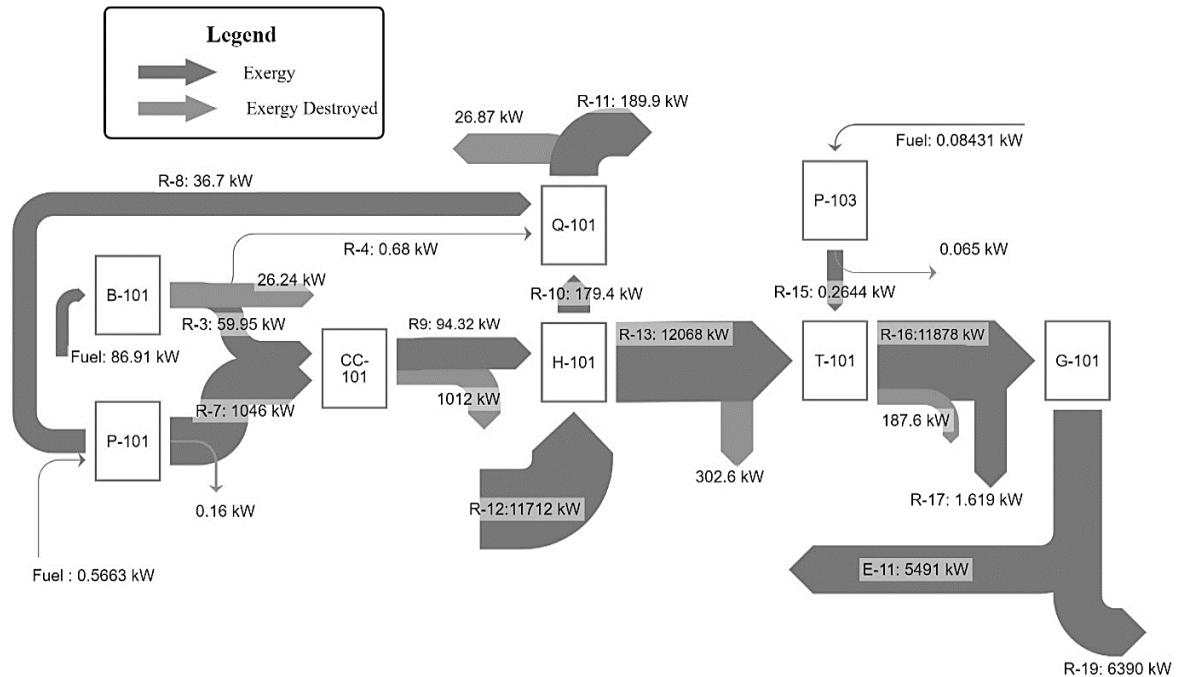 Legend
Exergy
Exergy Destroyed
R-11: 189.9 kW
26.87 kW
Fuel: 0.08431 kW
R-8: 36.7 kW
P-103
Q-101
R-4: 0.68 kW
0.065 kW
B-101
26.24 kW
R-10: 179.4 kW
R-15: 0.2644 kW
R-3: 59.95 kW
R9: 94.32 kW
R-13: 12068 kW
R-16:11878 kW
Fuel: 86.91 kW
CC-
101
H-101
T-101
G-101
1012 kW
R-7: 1046 kW
187.6 kW
P-101
302.6 kW
R-17: 1.619 kW
0.16 kW
R-12:11712 kW
Fuel : 0.5663 kW
E-11: 5491 kW
R-19: 6390 kW